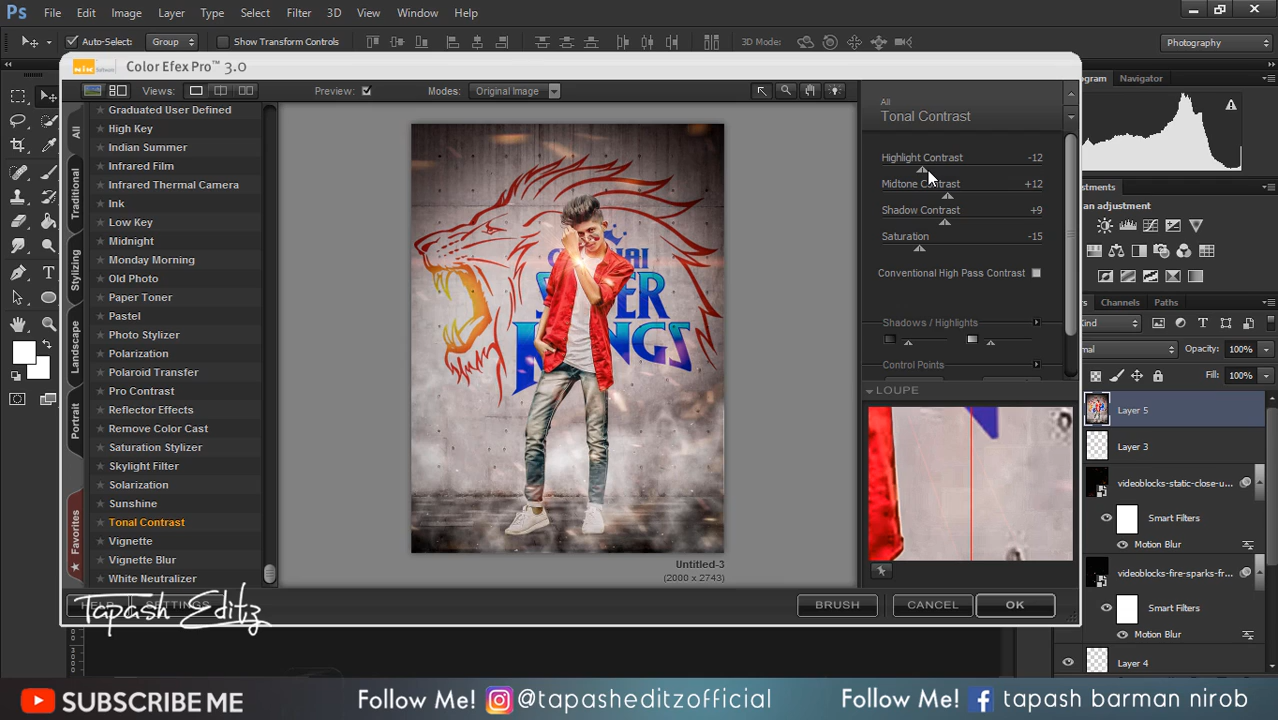 Ps File Edit Image Layer Type Select Filter 3D View Window Help
Auto-Select: Group Show Transform Controls 3D Mode: Photography
nik Color Efex Pro™ 3.0
Navigator
Views: Preview: Modes: Original Image
All
Traditional
Stylizing
Landscape
Portrait
Favorites
Graduated User Defined
High Key
Indian Summer
Infrared Film
Infrared Thermal Camera
Ink
Low Key
Midnight
Monday Morning
Old Photo
Paper Toner
Pastel
Photo Stylizer
Polarization
Polaroid Transfer
Pro Contrast
Reflector Effects
Remove Color Cast
Saturation Stylizer
Skylight Filter
Solarization
Sunshine
Tonal Contrast
Vignette
Vignette Blur
White Neutralizer
SUPER
KINGS
Untitled-3
(2000 x 2743)
All
Tonal Contrast
Highlight Contrast -12
Midtone Contrast +12
Shadow Contrast +9
Saturation -15
Conventional High Pass Contrast
Shadows / Highlights
Control Points
LOUPE
HELP SETTINGS BRUSH CANCEL OK
Tapash Editz
an adjustment
Channels Paths
Opacity: 100%
Fill: 100%
Layer 5
Layer 3
videoblocks-static-close-u...
Smart Filters
Motion Blur
videoblocks-fire-sparks-fr...
Smart Filters
Motion Blur
Layer 4
SUBSCRIBE ME Follow Me! @tapasheditzofficial Follow Me! tapash barman nirob